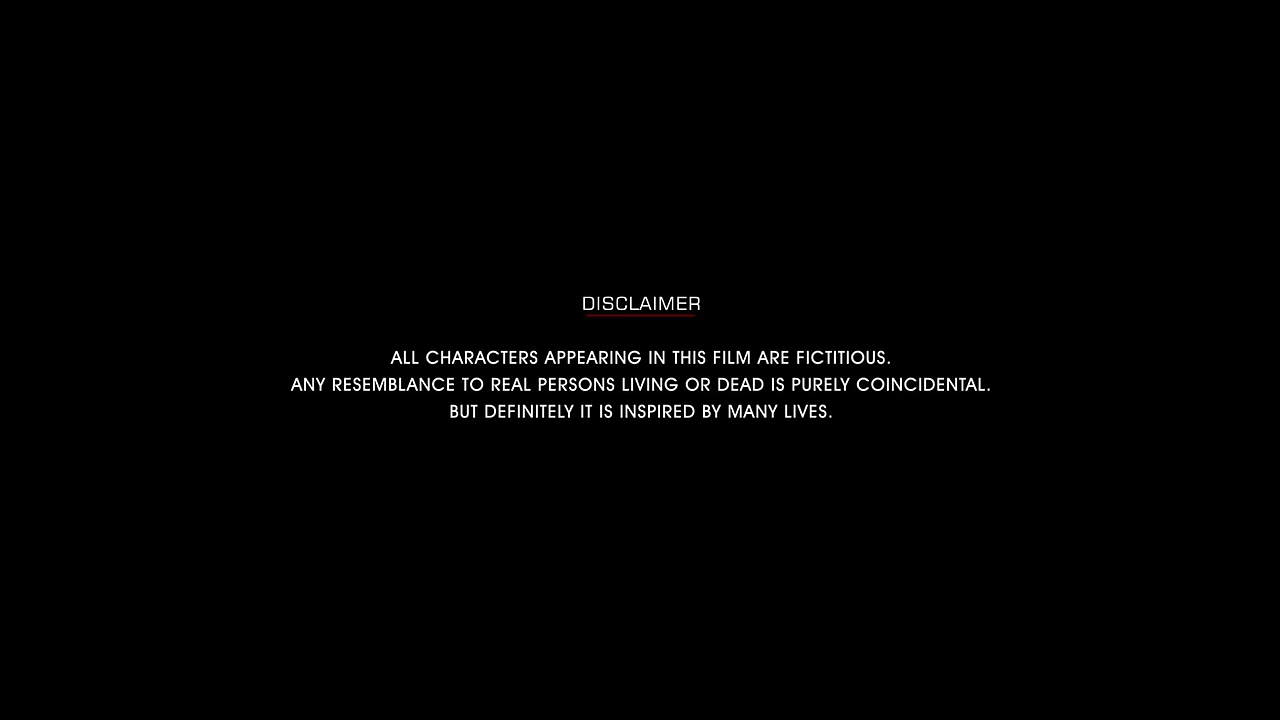 DISCLAIMER
ALL CHARACTERS APPEARING IN THIS FILM ARE FICTITIOUS.
ANY RESEMBLANCE TO REAL PERSONS LIVING OR DEAD IS PURELY COINCIDENTAL.
BUT DEFINITELY IT IS INSPIRED BY MANY LIVES.